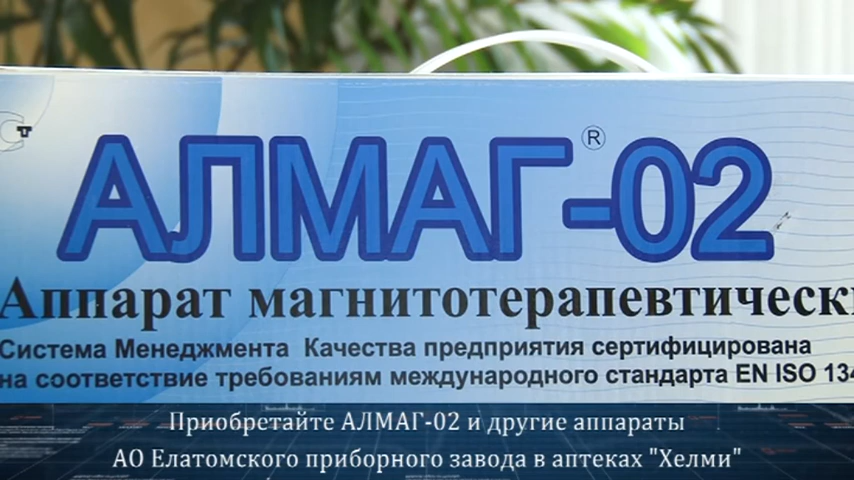 АЛМАГ®-02
Аппарат магнитотерапевтически
Система Менеджмента Качества предприятия сертифицирована
на соответствие требованиям международного стандарта EN ISO 134
Приобретайте АЛМАГ-02 и другие аппараты
АО Елатомского приборного завода в аптеках "Хелми"